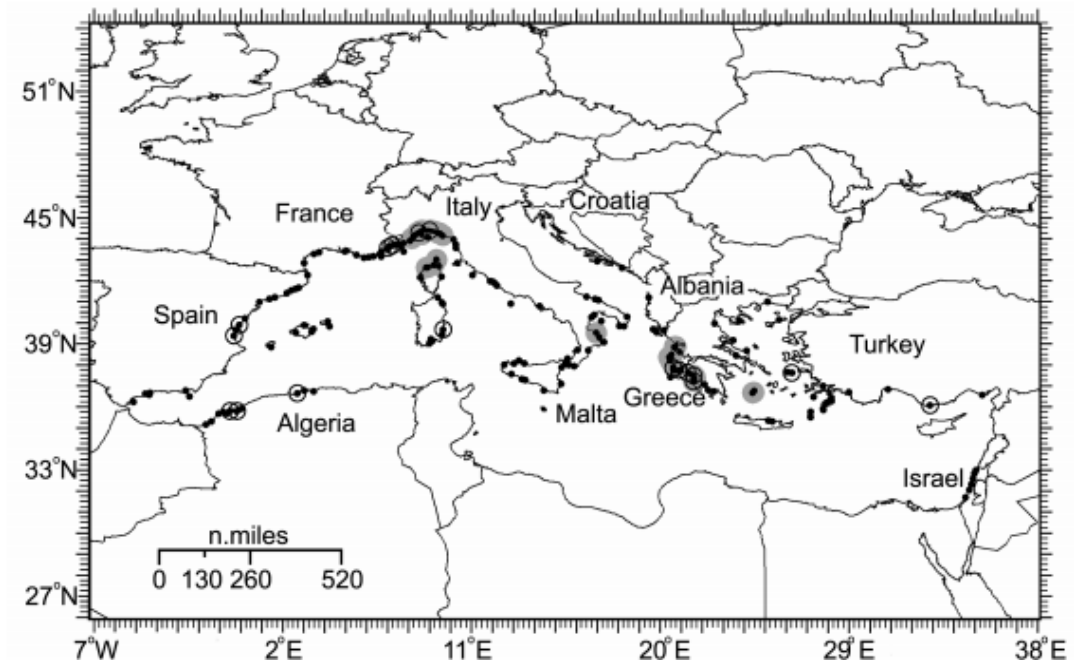 51°N
45°N
39°N
33°N
27°N
France
Italy
Croatia
Albania
Spain
Turkey
Greece
Malta
Algeria
Israel
n.miles
0 130 260 520
7°W 2°E 11°E 20°E 29°E 38°E